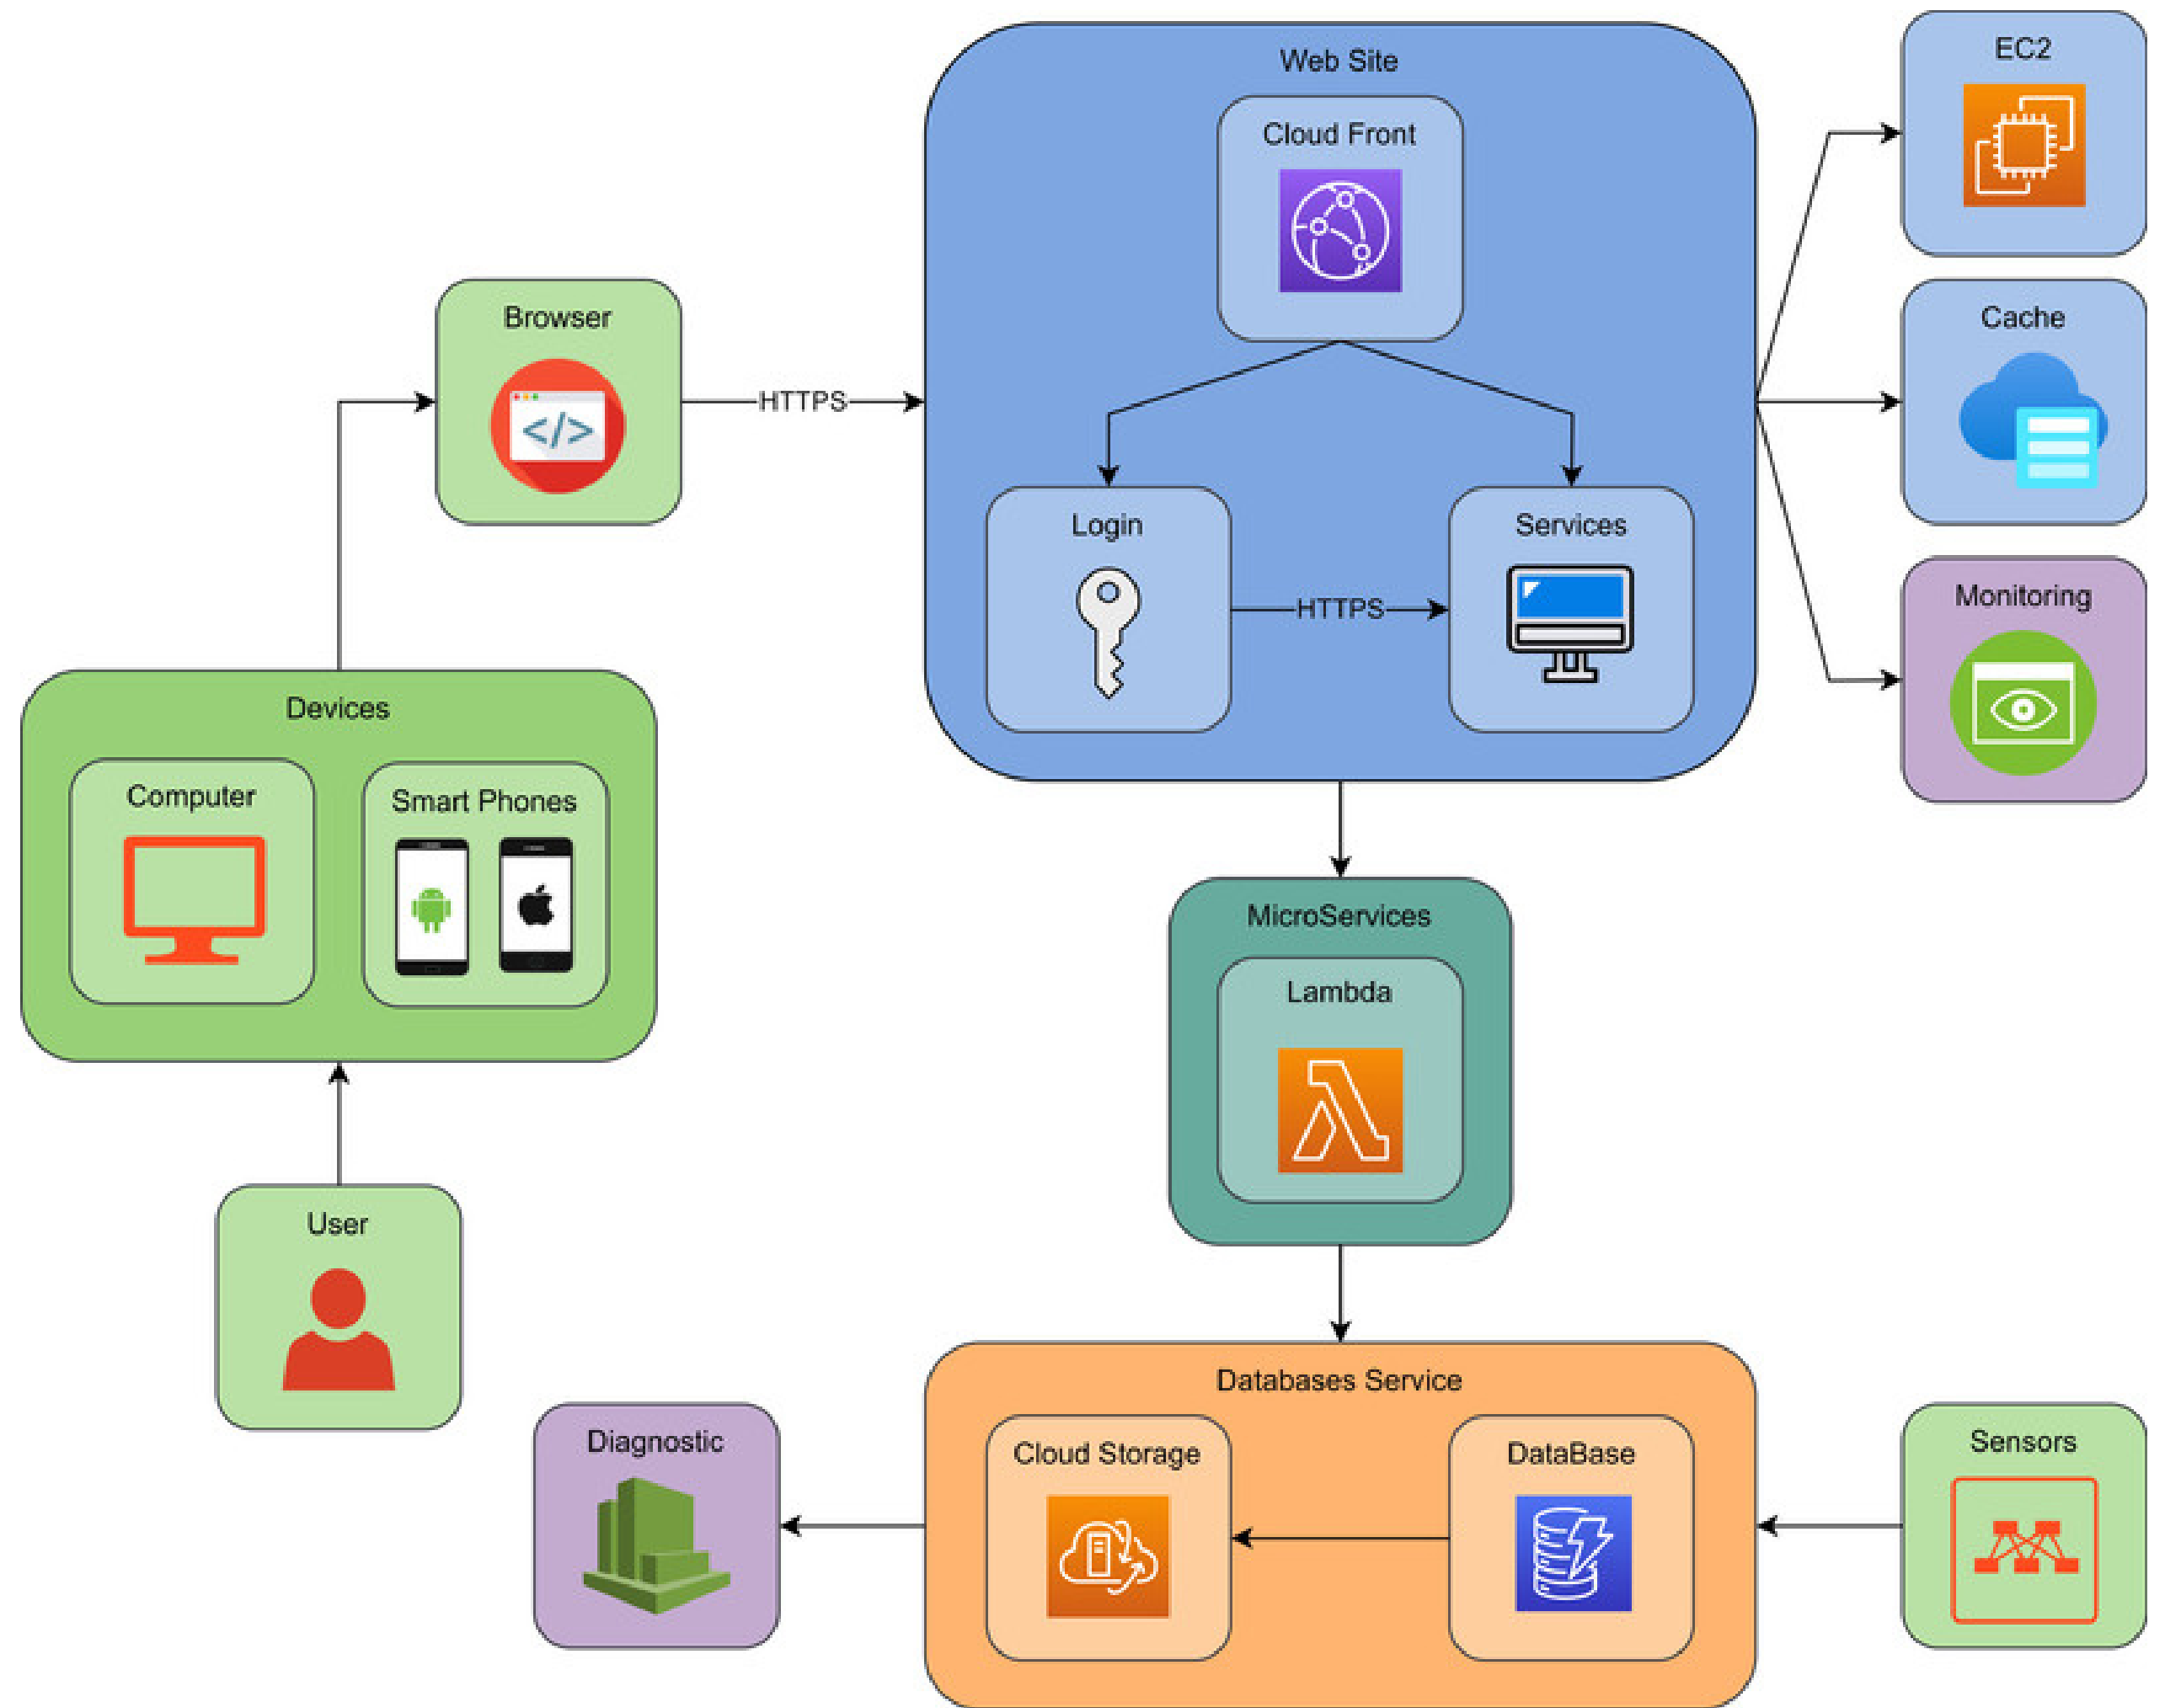 Web Site
Cloud Front
EC2
Browser
</>
HTTPS
Cache
Login
HTTPS
Services
Monitoring
Devices
Computer
Smart Phones
MicroServices
Lambda
User
Databases Service
Diagnostic
Cloud Storage
DataBase
Sensors